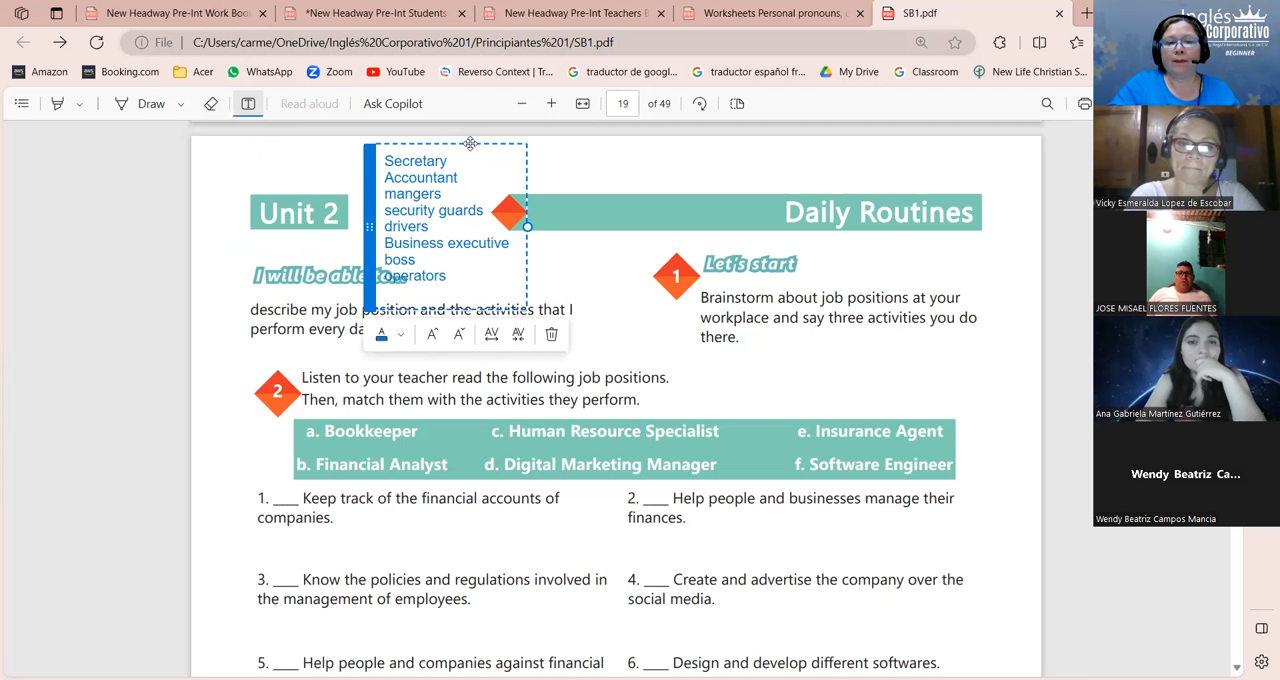 New Headway Pre-Int Work Boo
*New Headway Pre-Int Students
New Headway Pre-Int Teachers B
Worksheets Personal pronouns, c
SB1.pdf
File
C:/Users/carme/OneDrive/Inglés%20Corporativo%201/Principiantes%201/SB1.pdf
Amazon
Booking.com
Acer
WhatsApp
Zoom
YouTube
Reverso Context | Tr...
traductor de googl...
traductor español fr...
My Drive
Classroom
New Life Christian S...
Draw
Read aloud
Ask Copilot
19
of 49
Secretary
Accountant
mangers
security guards
drivers
Business executive
boss
operators
Unit 2
Daily Routines
I will be able to
describe my job position and the activities that I
perform every da
1
Let's start
Brainstorm about job positions at your
workplace and say three activities you do
there.
2
Listen to your teacher read the following job positions.
Then, match them with the activities they perform.
a. Bookkeeper
c. Human Resource Specialist
e. Insurance Agent
b. Financial Analyst
d. Digital Marketing Manager
f. Software Engineer
1. ___ Keep track of the financial accounts of
companies.
2. ___ Help people and businesses manage their
finances.
3. ___ Know the policies and regulations involved in
the management of employees.
4. ___ Create and advertise the company over the
social media.
5. ___ Help people and companies against financial
6. ___ Design and develop different softwares.
Inglés
Corporativo
BEGINNER
Vicky Esmeralda Lopez de Escobar
JOSE MISAEL FLORES FUENTES
Ana Gabriela Martínez Gutiérrez
Wendy Beatriz Ca...
Wendy Beatriz Campos Mancia